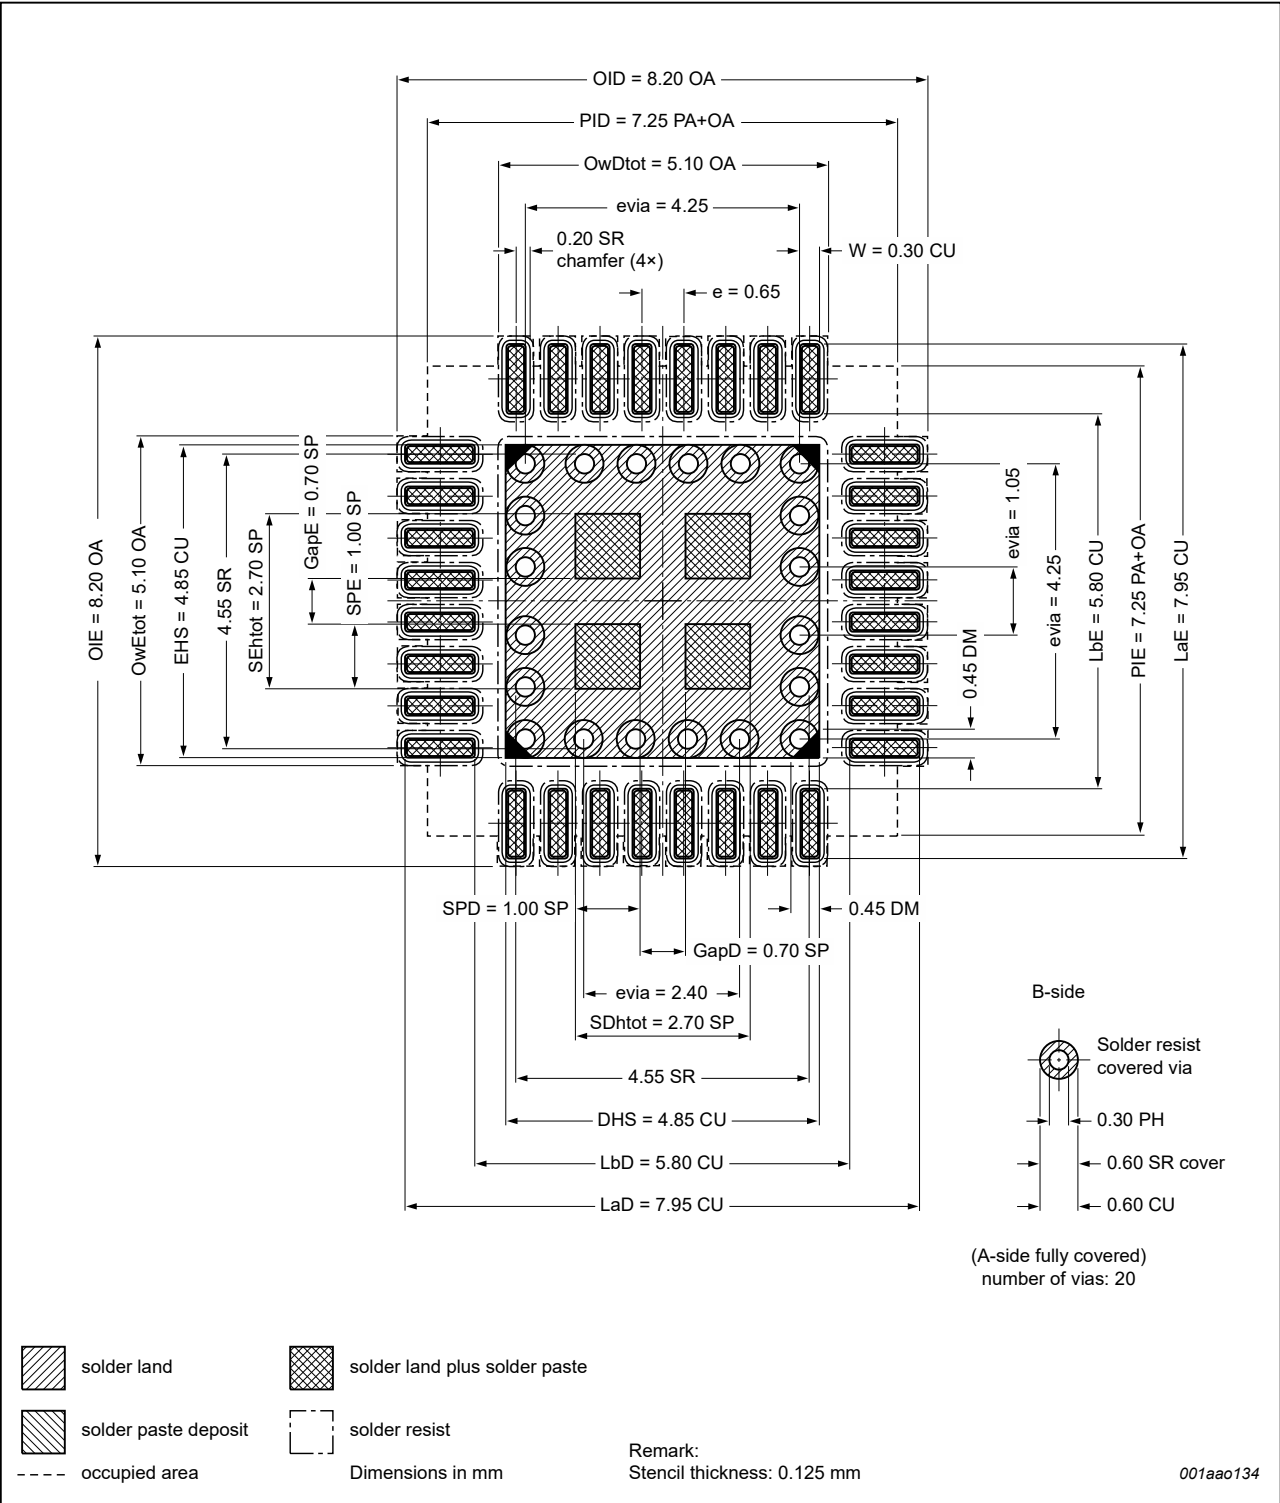 OID = 8.20 OA
PID = 7.25 PA+OA
OwDtot = 5.10 OA
evia = 4.25
0.20 SR
chamfer (4×)
W = 0.30 CU
e = 0.65
OIE = 8.20 OA
OwEtot = 5.10 OA
EHS = 4.85 CU
4.55 SR
SEhtot = 2.70 SP
GapE = 0.70 SP
SPE = 1.00 SP
evia = 1.05
0.45 DM
evia = 4.25
LbE = 5.80 CU
PIE = 7.25 PA+OA
LaE = 7.95 CU
SPD = 1.00 SP
0.45 DM
GapD = 0.70 SP
evia = 2.40
SDhtot = 2.70 SP
4.55 SR
DHS = 4.85 CU
LbD = 5.80 CU
LaD = 7.95 CU
B-side
Solder resist
covered via
0.30 PH
0.60 SR cover
0.60 CU
(A-side fully covered)
number of vias: 20
solder land
solder land plus solder paste
solder paste deposit
solder resist
occupied area
Dimensions in mm
Remark:
Stencil thickness: 0.125 mm
001aao134